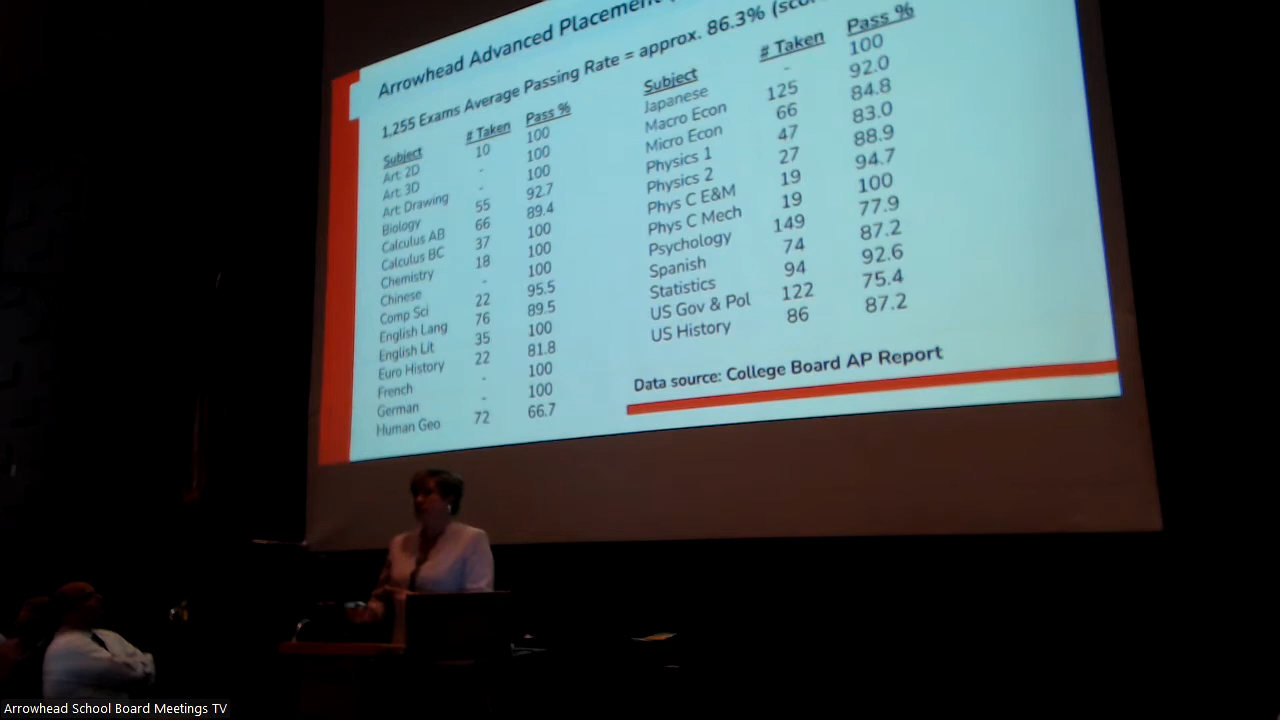 Arrowhead Advanced Placement
1,255 Exams Average Passing Rate = approx. 86.3%
Subject # Taken Pass %
Art: 2D 10 100
Art: 3D - 100
Art: Drawing - 100
Biology 55 92.7
Calculus AB 66 89.4
Calculus BC 37 100
Chemistry 18 100
Chinese - 100
Comp Sci 22 95.5
English Lang 76 89.5
English Lit 35 100
Euro History 22 81.8
French - 100
German - 100
Human Geo 72 66.7
Subject # Taken Pass %
Japanese - 100
Macro Econ 125 92.0
Micro Econ 66 84.8
Physics 1 47 83.0
Physics 2 27 88.9
Phys C E&M 19 94.7
Phys C Mech 19 100
Psychology 149 77.9
Spanish 74 87.2
Statistics 94 92.6
US Gov & Pol 122 75.4
US History 86 87.2
Data source: College Board AP Report
Arrowhead School Board Meetings TV